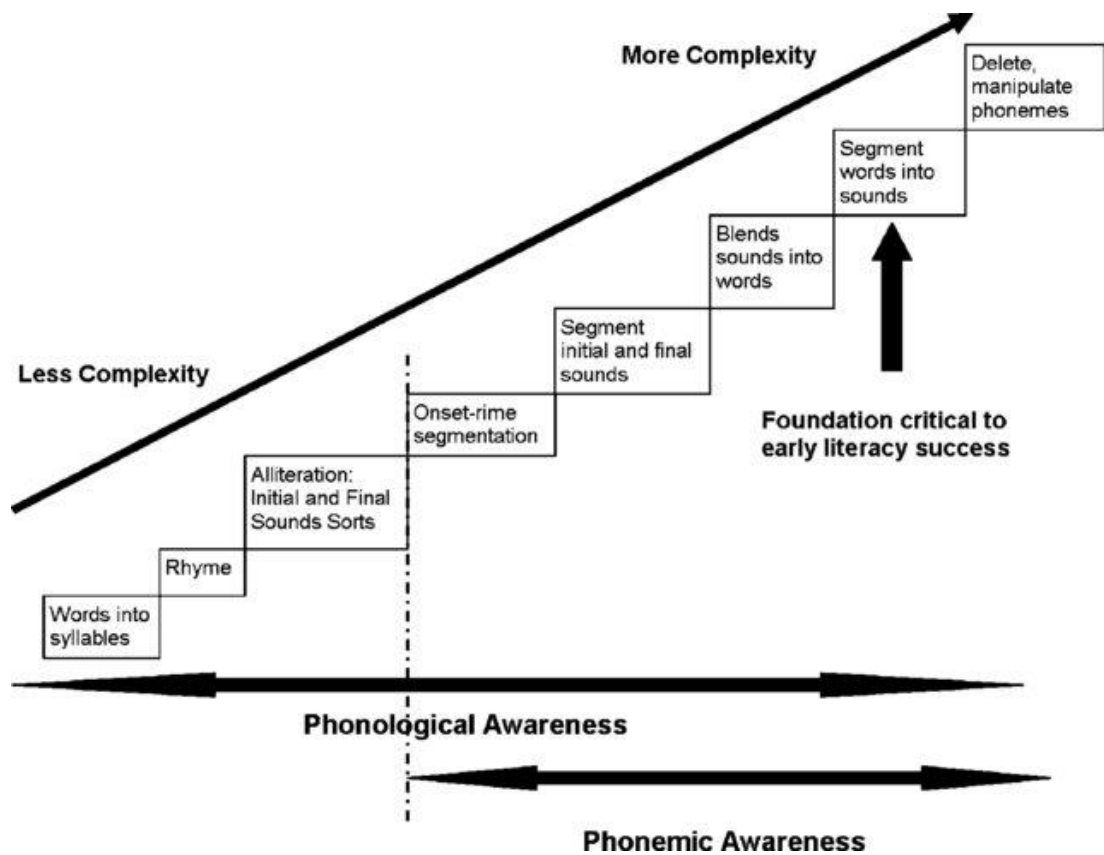 More Complexity
Delete,
manipulate
phonemes
Segment
words into
sounds
Blends
sounds into
words
Segment
initial and final
sounds
Less Complexity
Onset-rime
segmentation
Foundation critical to
early literacy success
Alliteration:
Initial and Final
Sounds Sorts
Rhyme
Words into
syllables
Phonological Awareness
Phonemic Awareness